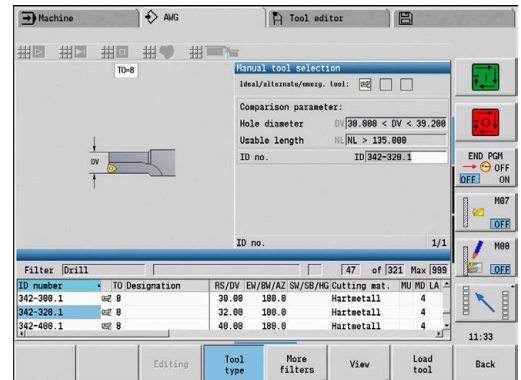 Machine
AWG
Tool editor
TO=8
DV
Manual tool selection
Ideal/alternate/emerg. tool:
Comparison parameter:
Hole diameter DV 30.800 < DV < 39.200
Usable length NL NL > 135.000
ID no. ID 342-320.1
ID no. 1/1
Filter Drill 47 of 321 Max 999
ID number TO Designation RS/DV EW/BW/AZ SW/SB/HG Cutting mat. MU MD LA
342-300.1 8 30.00 180.0 Hartmetall 4
342-320.1 8 32.00 180.0 Hartmetall 4
342-400.1 8 40.00 180.0 Hartmetall 4
Editing
Tool type
More filters
View
Load tool
Back
I
O
END PGM
OFF
OFF ON
M07
OFF
M08
OFF
11:33